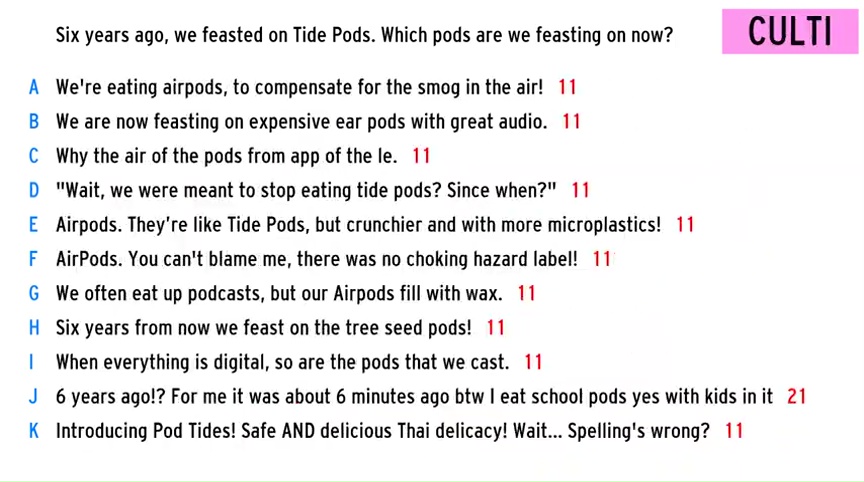 Six years ago, we feasted on Tide Pods. Which pods are we feasting on now?
CULTI
A We're eating airpods, to compensate for the smog in the air! 11
B We are now feasting on expensive ear pods with great audio. 11
C Why the air of the pods from app of the le. 11
D "Wait, we were meant to stop eating tide pods? Since when?" 11
E Airpods. They're like Tide Pods, but crunchier and with more microplastics! 11
F AirPods. You can't blame me, there was no choking hazard label! 11
G We often eat up podcasts, but our Airpods fill with wax. 11
H Six years from now we feast on the tree seed pods! 11
I When everything is digital, so are the pods that we cast. 11
J 6 years ago!? For me it was about 6 minutes ago btw I eat school pods yes with kids in it 21
K Introducing Pod Tides! Safe AND delicious Thai delicacy! Wait... Spelling's wrong? 11